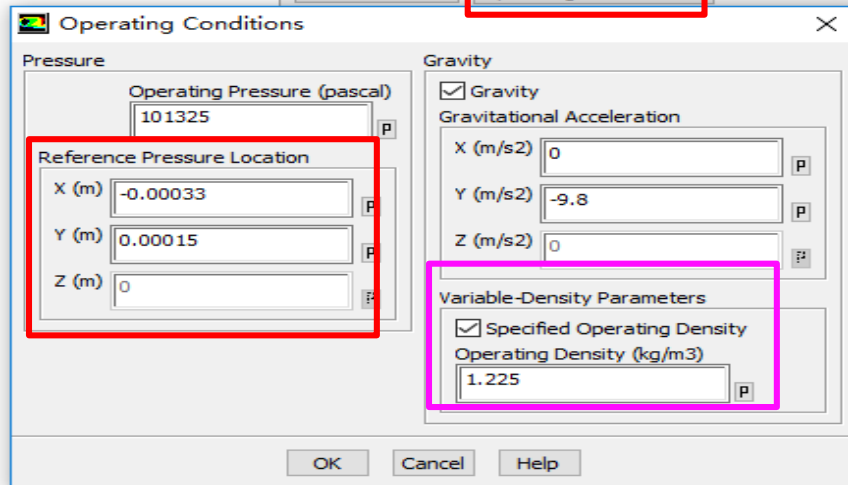 Operating Conditions
Pressure
Operating Pressure (pascal)
101325
P
Reference Pressure Location
X (m) -0.00033
P
Y (m) 0.00015
P
Z (m) 0
P
Gravity
Gravity
Gravitational Acceleration
X (m/s2) 0
P
Y (m/s2) -9.8
P
Z (m/s2) 0
P
Variable-Density Parameters
Specified Operating Density
Operating Density (kg/m3)
1.225
P
OK Cancel Help